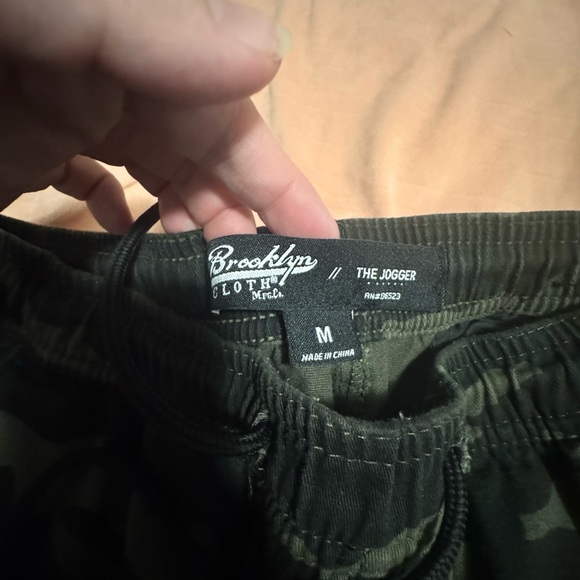 Brooklyn
CLOTH®
MFG.CO.
// THE JOGGER
RN#96523
M
MADE IN CHINA